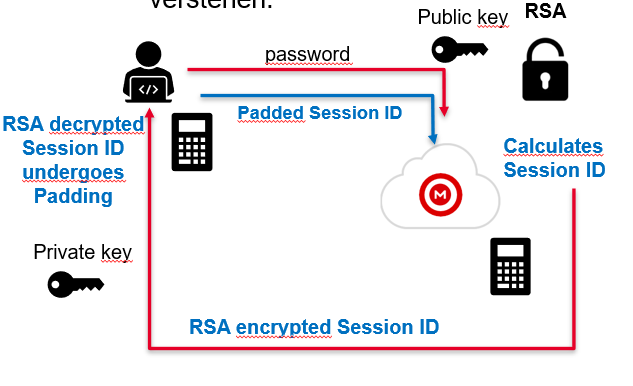 verstehen.
Public key
RSA
password
Padded Session ID
RSA decrypted
Session ID
undergoes
Padding
Calculates
Session ID
M
Private key
RSA encrypted Session ID